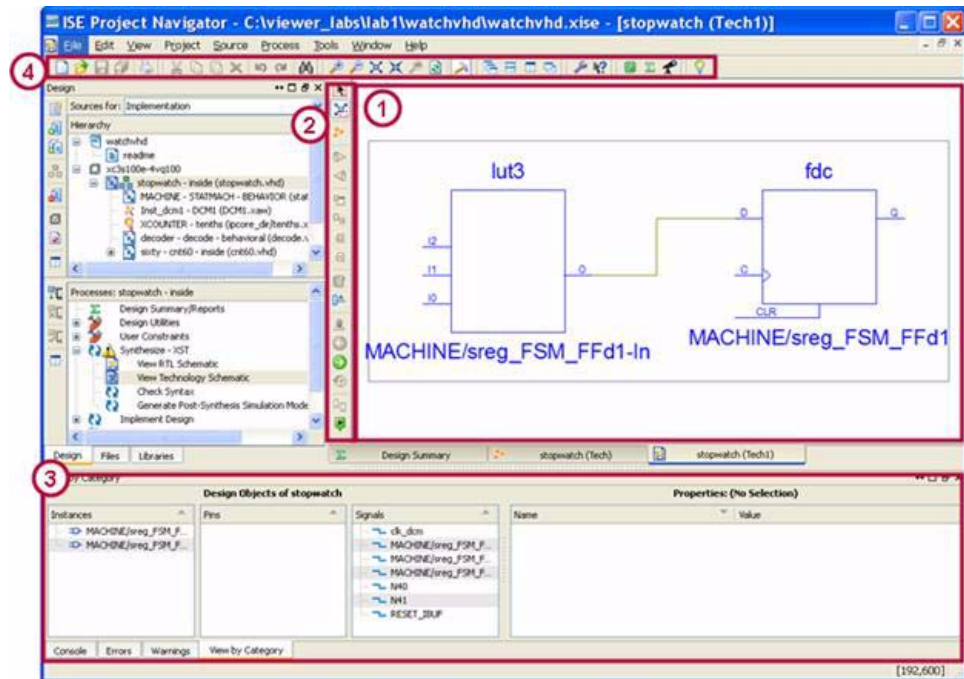 ISE Project Navigator - C:\viewer_labs\lab1\watchvhd\watchvhd.xise - [stopwatch (Tech1)]
File Edit View Project Source Process Tools Window Help
4
Design
Sources for: Implementation
2
1
Hierarchy
watchvhd
readme
xc3s100e-4vq100
stopwatch - inside (stopwatch.vhd)
MACHINE - STATMACH - BEHAVIOR (stat
Inst_dcm1 - DCM1 (DCM1.xaw)
XCOUNTER - tenths (ipcore_dir/tenths.x
decoder - decode - behavioral (decode.v
sixty - cnt60 - inside (cnt60.vhd)
Processes: stopwatch - inside
Design Summary/Reports
Design Utilities
User Constraints
Synthesize - XST
View RTL Schematic
View Technology Schematic
Check Syntax
Generate Post-Synthesis Simulation Mode
Implement Design
Design Files Libraries
lut3
fdc
I2
I1
I0
O
D
C
CLR
Q
MACHINE/sreg_FSM_FFd1-In
MACHINE/sreg_FSM_FFd1
Design Summary
stopwatch (Tech)
stopwatch (Tech1)
3
by Category
Design Objects of stopwatch
Properties: (No Selection)
Instances
Pins
Signals
Name
Value
MACHINE/sreg_FSM_F...
MACHINE/sreg_FSM_F...
clk_dcm
MACHINE/sreg_FSM_F...
MACHINE/sreg_FSM_F...
MACHINE/sreg_FSM_F...
N40
N41
RESET_IBUF
Console Errors Warnings View by Category
[192,600]